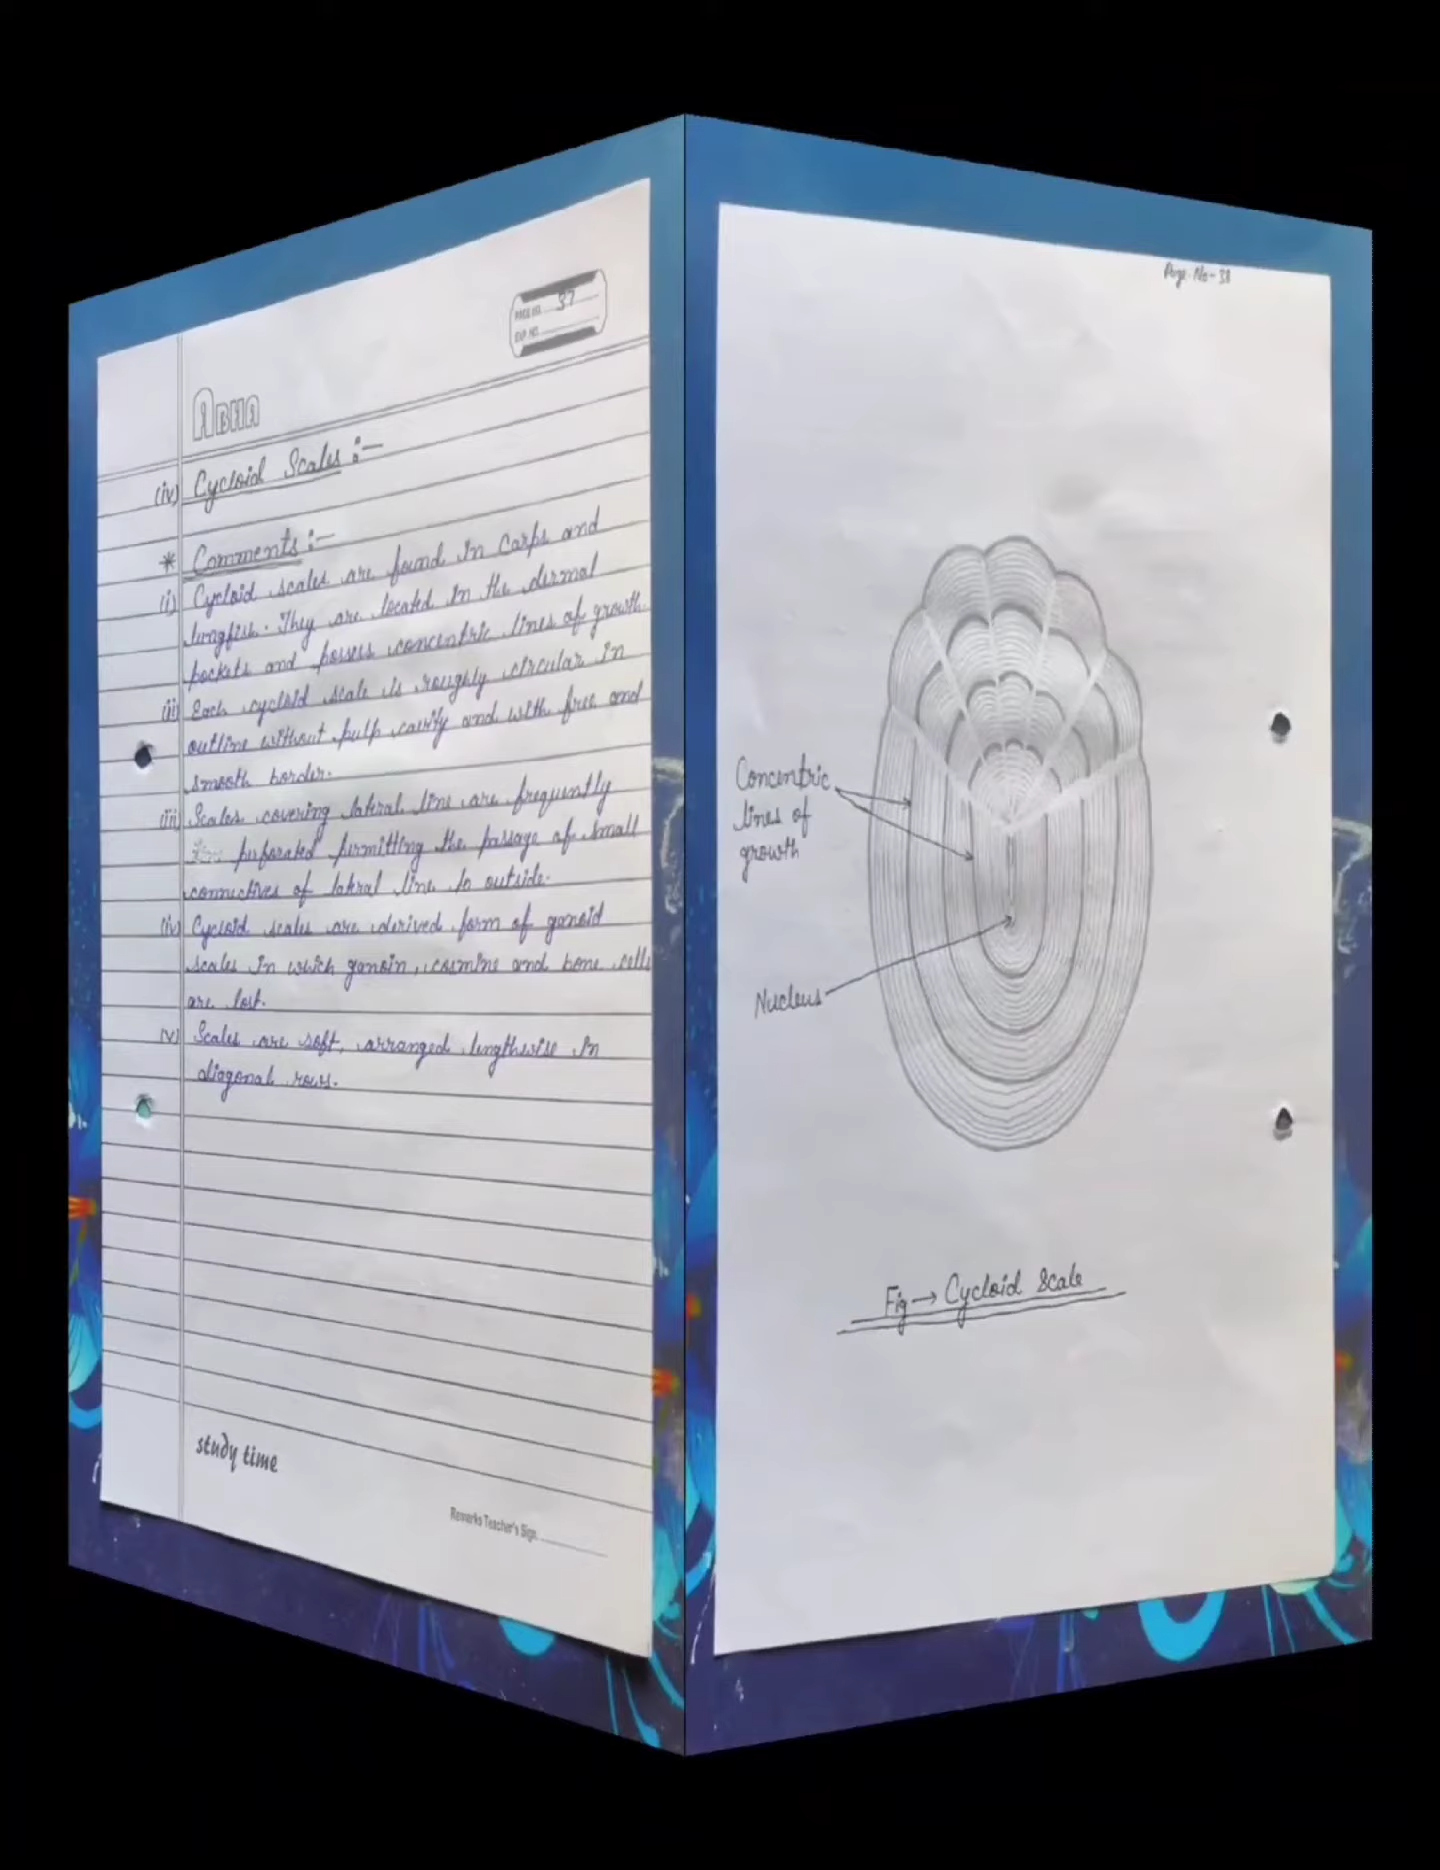 PAGE NO. 37
EXP. NO.
ABHA
(iv) Cycloid Scales :-
* Comments :-
(i) Cycloid scales are found in Carps and
lungfish. They are located in the dermal
pockets and possess concentric lines of growth.
(ii) Each cycloid scale is roughly circular in
outline without pulp cavity and with free and
smooth border.
(iii) Scales covering lateral line are frequently
perforated permitting the passage of small
connectives of lateral line to outside.
(iv) Cycloid scales are derived form of ganoid
scales in which ganoin, cosmine and bone cells
are lost.
(v) Scales are soft, arranged lengthwise in
diagonal rows.
study time
Remarks Teacher's Sign.
Page. No- 38
Concentric
lines of
growth
Nucleus
Fig → Cycloid Scale